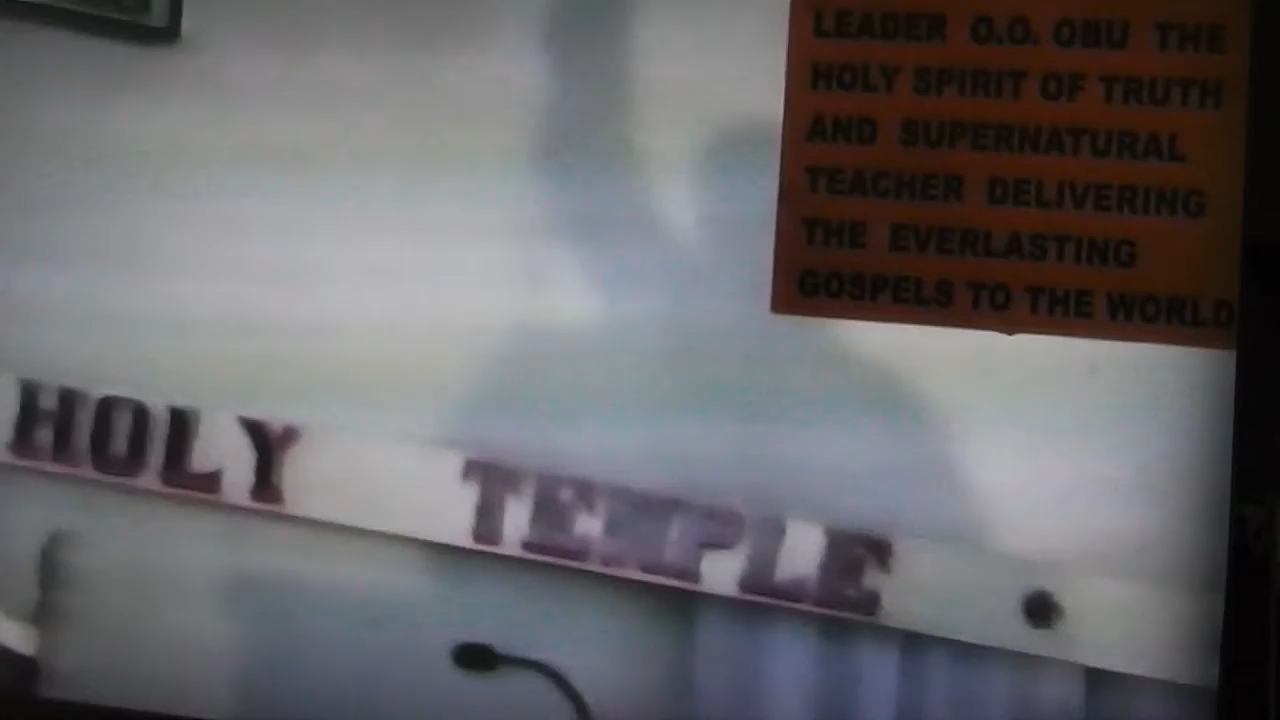 LEADER O.O. OBU THE
HOLY SPIRIT OF TRUTH
AND SUPERNATURAL
TEACHER DELIVERING
THE EVERLASTING
GOSPELS TO THE WORLD
HOLY TEMPLE